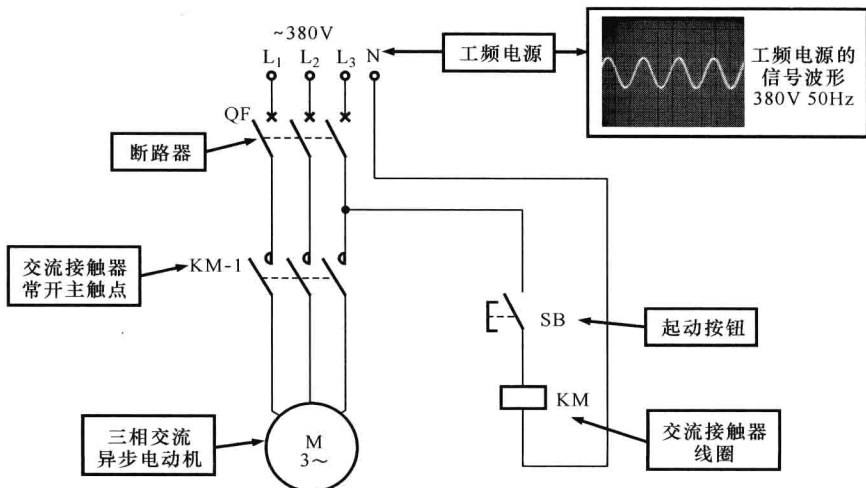 ~380V
L₁ L₂ L₃ N
工频电源
工频电源的
信号波形
380V 50Hz
QF
断路器
交流接触器
常开主触点
KM-1
SB
起动按钮
KM
交流接触器
线圈
三相交流
异步电动机
M
3～